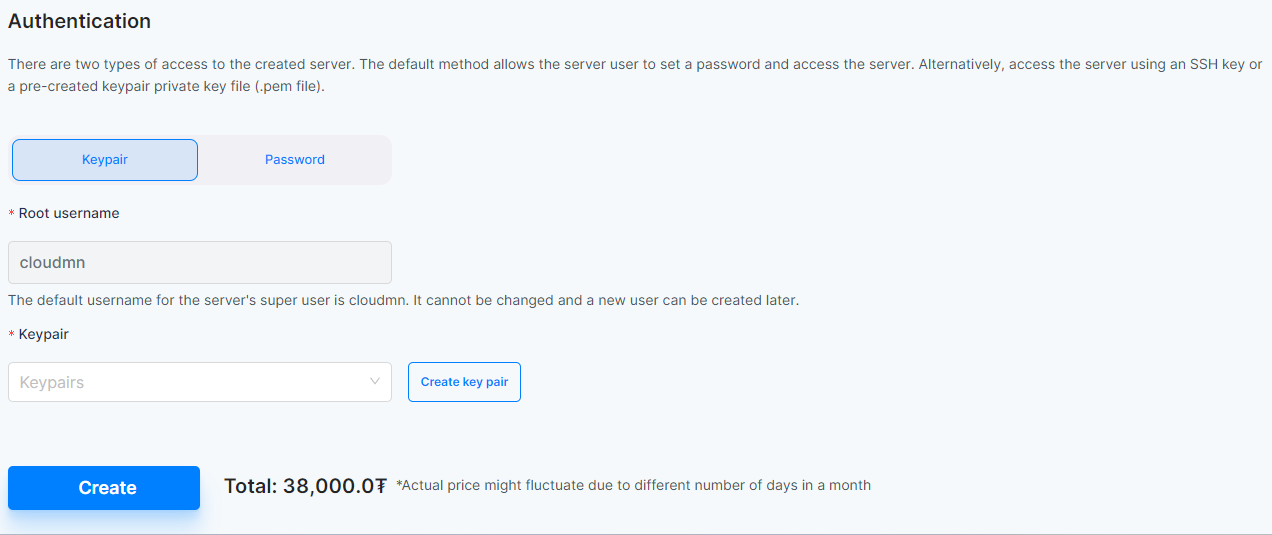 Authentication
There are two types of access to the created server. The default method allows the server user to set a password and access the server. Alternatively, access the server using an SSH key or
a pre-created keypair private key file (.pem file).
Keypair Password
* Root username
cloudmn
The default username for the server's super user is cloudmn. It cannot be changed and a new user can be created later.
* Keypair
Keypairs Create key pair
Create Total: 38,000.0₮ *Actual price might fluctuate due to different number of days in a month